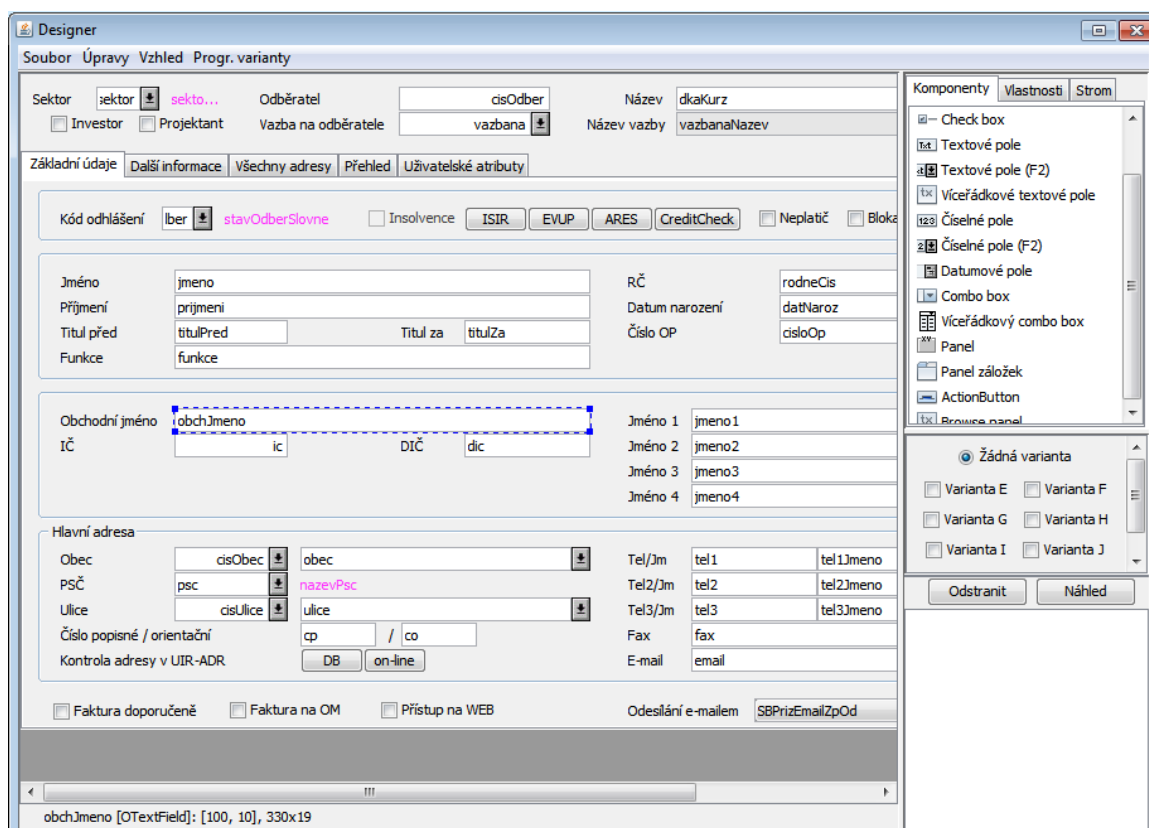 Designer
Soubor Úpravy Vzhled Progr. varianty
Sektor sektor sekto... Odběratel cisOdber Název dkaKurz
Investor Projektant Vazba na odběratele vazbana Název vazby vazbanaNazev
Základní údaje Další informace Všechny adresy Přehled Uživatelské atributy
Kód odhlášení lber stavOdberSlovne Insolvence ISIR EVUP ARES CreditCheck Neplatič Bloka
Jméno jmeno RČ rodneCis
Příjmení prijmeni Datum narození datNaroz
Titul před titulPred Titul za titulZa Číslo OP cisloOp
Funkce funkce
Obchodní jméno obchJmeno Jméno 1 jmeno1
IČ ic DIČ dic Jméno 2 jmeno2
Jméno 3 jmeno3
Jméno 4 jmeno4
Hlavní adresa
Obec cisObec obec Tel/Jm tel1 tel1Jmeno
PSČ psc nazevPsc Tel2/Jm tel2 tel2Jmeno
Ulice cisUlice ulice Tel3/Jm tel3 tel3Jmeno
Číslo popisné / orientační cp / co Fax fax
Kontrola adresy v UIR-ADR DB on-line E-mail email
Faktura doporučeně Faktura na OM Přístup na WEB Odesílání e-mailem SBPrizEmailZpOd
obchJmeno [OTextField]: [100, 10], 330x19
Komponenty Vlastnosti Strom
Check box
Txt Textové pole
Textové pole (F2)
tx Víceřádkové textové pole
123 Číselné pole
2 Číselné pole (F2)
Datumové pole
Combo box
Víceřádkový combo box
XY Panel
Panel záložek
ActionButton
tx Browse panel
Žádná varianta
Varianta E Varianta F
Varianta G Varianta H
Varianta I Varianta J
Odstranit Náhled